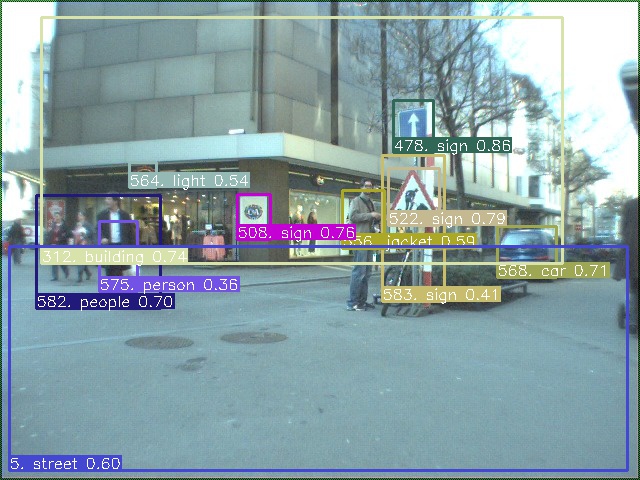 478. sign 0.86
564. light 0.54
522. sign 0.79
508. sign 0.76
556. jacket 0.59
312. building 0.74
568. car 0.71
575. person 0.36
583. sign 0.41
582. people 0.70
C&A
5. street 0.60